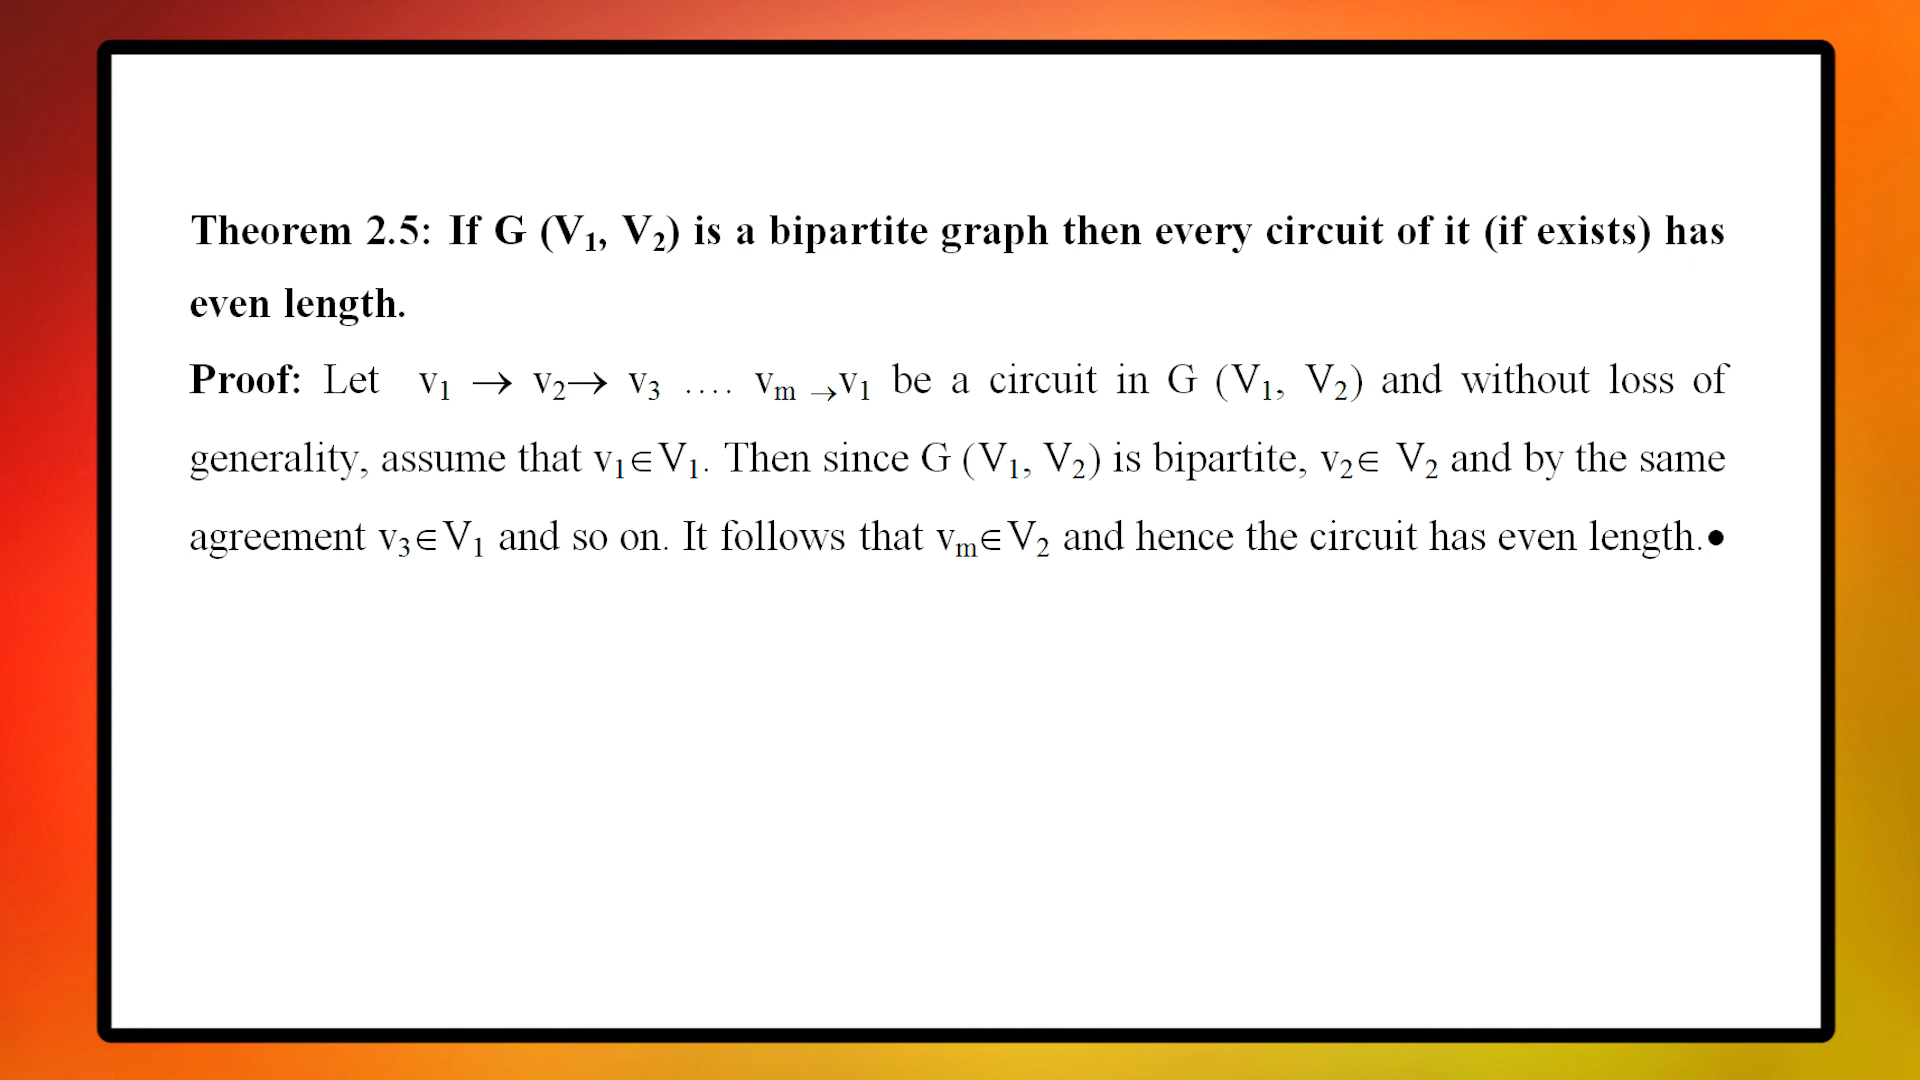 Theorem 2.5: If G (V₁, V₂) is a bipartite graph then every circuit of it (if exists) has
even length.
Proof: Let v₁ → v₂→ v₃ .... vₘ →v₁ be a circuit in G (V₁, V₂) and without loss of
generality, assume that v₁∈V₁. Then since G (V₁, V₂) is bipartite, v₂∈ V₂ and by the same
agreement v₃∈V₁ and so on. It follows that vₘ∈V₂ and hence the circuit has even length.●